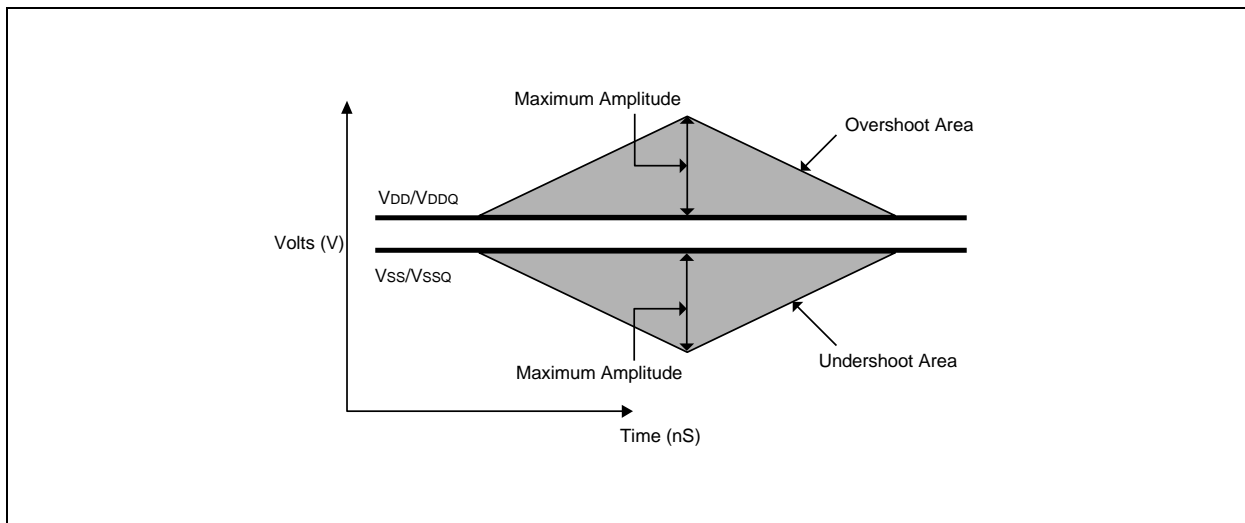 Maximum Amplitude
Overshoot Area
VDD/VDDQ
Volts (V)
VSS/VSSQ
Maximum Amplitude
Undershoot Area
Time (nS)